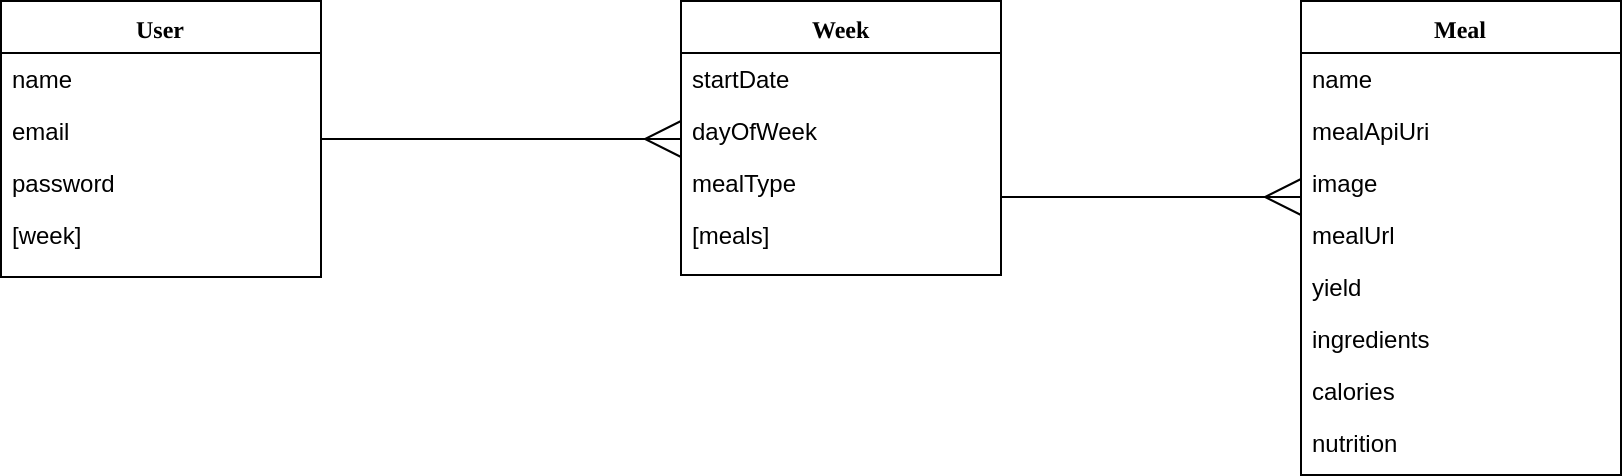 User
name
email
password
[week]
Week
startDate
dayOfWeek
mealType
[meals]
Meal
name
mealApiUri
image
mealUrl
yield
ingredients
calories
nutrition